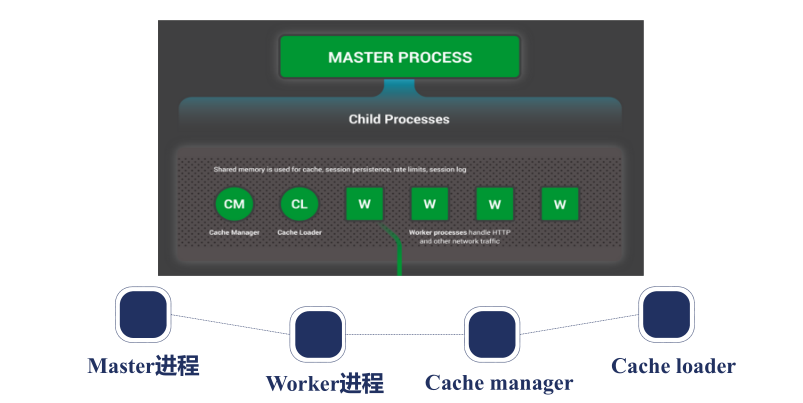 MASTER PROCESS
Child Processes
Shared memory is used for cache, session persistence, rate limits, session log
CM CL W W W W
Cache Manager Cache Loader Worker processes handle HTTP
and other network traffic
Master进程 Worker进程 Cache manager Cache loader